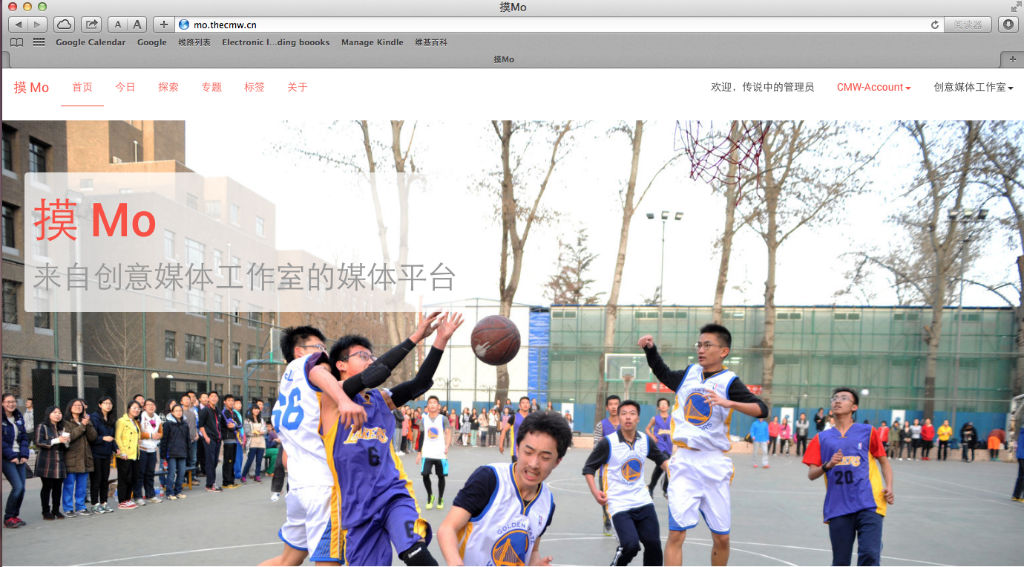 摸Mo
mo.thecmw.cn
阅读器
A A
Google Calendar Google 线路列表 Electronic l...ding boooks Manage Kindle 维基百科
摸Mo
摸 Mo 首页 今日 探索 专题 标签 关于 欢迎，传说中的管理员 CMW-Account 创意媒体工作室
摸 Mo
来自创意媒体工作室的媒体平台
66
LAKERS
6
GOLDEN
20